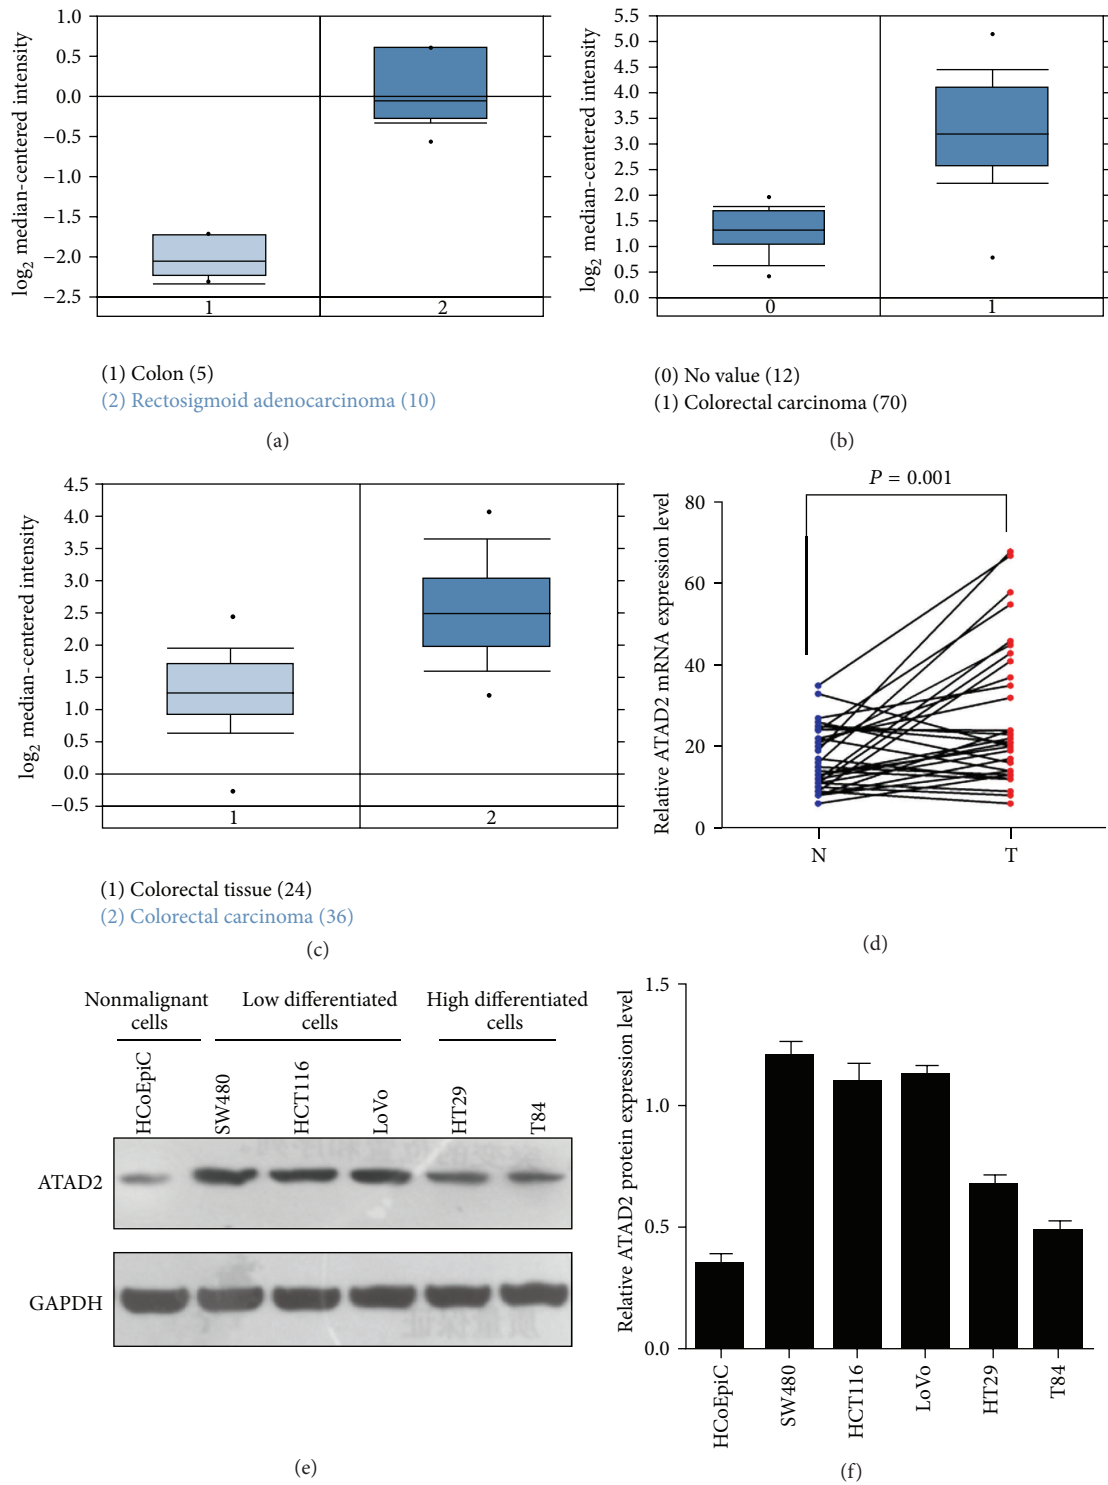 log2 median-centered intensity
1.0
0.5
0.0
−0.5
−1.0
−1.5
−2.0
−2.5
1
2
(1) Colon (5)
(2) Rectosigmoid adenocarcinoma (10)
(a)
log2 median-centered intensity
5.5
5.0
4.5
4.0
3.5
3.0
2.5
2.0
1.5
1.0
0.5
0.0
0
1
(0) No value (12)
(1) Colorectal carcinoma (70)
(b)
log2 median-centered intensity
4.5
4.0
3.5
3.0
2.5
2.0
1.5
1.0
0.5
0.0
−0.5
1
2
(1) Colorectal tissue (24)
(2) Colorectal carcinoma (36)
(c)
Relative ATAD2 mRNA expression level
P = 0.001
80
60
40
20
0
N
T
(d)
Nonmalignant
cells
Low differentiated
cells
High differentiated
cells
HCoEpiC
SW480
HCT116
LoVo
HT29
T84
ATAD2
GAPDH
(e)
Relative ATAD2 protein expression level
1.5
1.0
0.5
0.0
HCoEpiC
SW480
HCT116
LoVo
HT29
T84
(f)